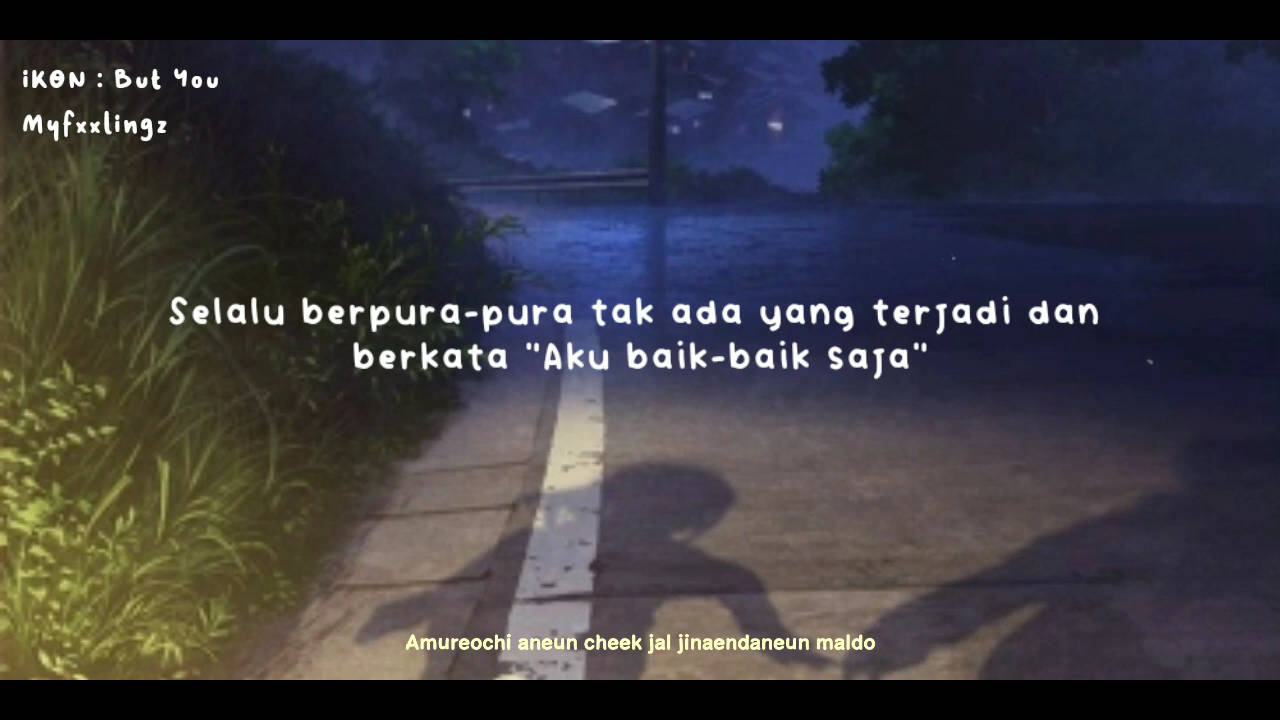 iKON : But You
Myfxxlingz
Selalu berpura-pura tak ada yang terjadi dan
berkata "Aku baik-baik saja"
Amureochi aneun cheek jal jinaendaneun maldo